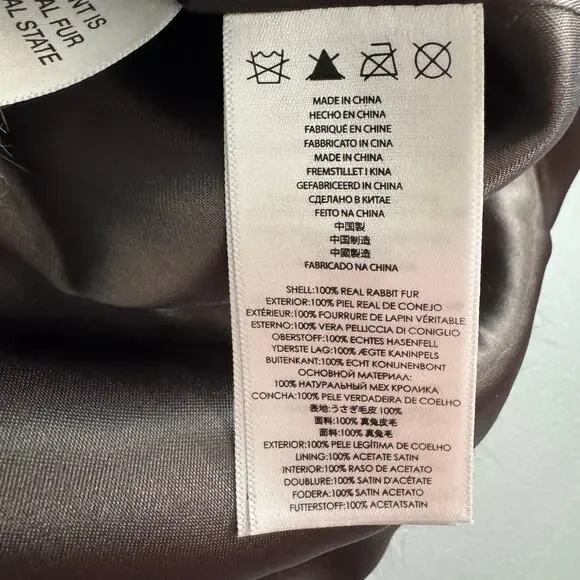 NT IS
AL FUR
AL STATE
MADE IN CHINA
HECHO EN CHINA
FABRIQUÉ EN CHINE
FABBRICATO IN CINA
MADE IN CHINA
FREMSTILLET I KINA
GEFABRICEERD IN CHINA
СДЕЛАНО В КИТАЕ
FEITO NA CHINA
中国製
中国制造
中國製造
FABRICADO NA CHINA
SHELL:100% REAL RABBIT FUR
EXTERIOR:100% PIEL REAL DE CONEJO
EXTÉRIEUR:100% FOURRURE DE LAPIN VÉRITABLE
ESTERNO:100% VERA PELLICCIA DI CONIGLIO
OBERSTOFF:100% ECHTES HASENFELL
YDERSTE LAG:100% ÆGTE KANINPELS
BUITENKANT:100% ECHT KONIJNENBONT
ОСНОВНОЙ МАТЕРИАЛ:
100% НАТУРАЛЬНЫЙ МЕХ КРОЛИКА
CONCHA:100% PELE VERDADEIRA DE COELHO
表地:うさぎ毛皮 100%
面料:100% 真兔皮毛
面料:100% 真兔毛
EXTERIOR:100% PELE LEGÍTIMA DE COELHO
LINING:100% ACETATE SATIN
INTERIOR:100% RASO DE ACETATO
DOUBLURE:100% SATIN D'ACÉTATE
FODERA:100% SATIN ACETATO
FUTTERSTOFF:100% ACETATSATIN